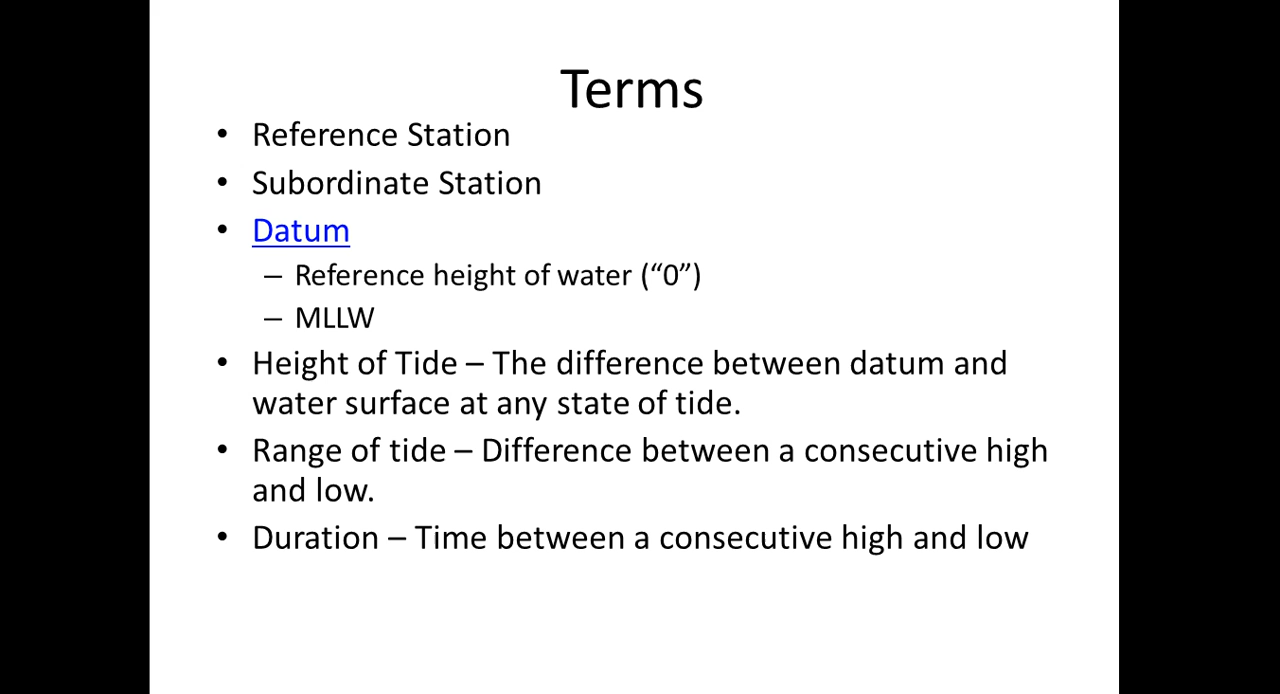 Terms
• Reference Station
• Subordinate Station
• Datum
– Reference height of water (“0”)
– MLLW
• Height of Tide – The difference between datum and
water surface at any state of tide.
• Range of tide – Difference between a consecutive high
and low.
• Duration – Time between a consecutive high and low